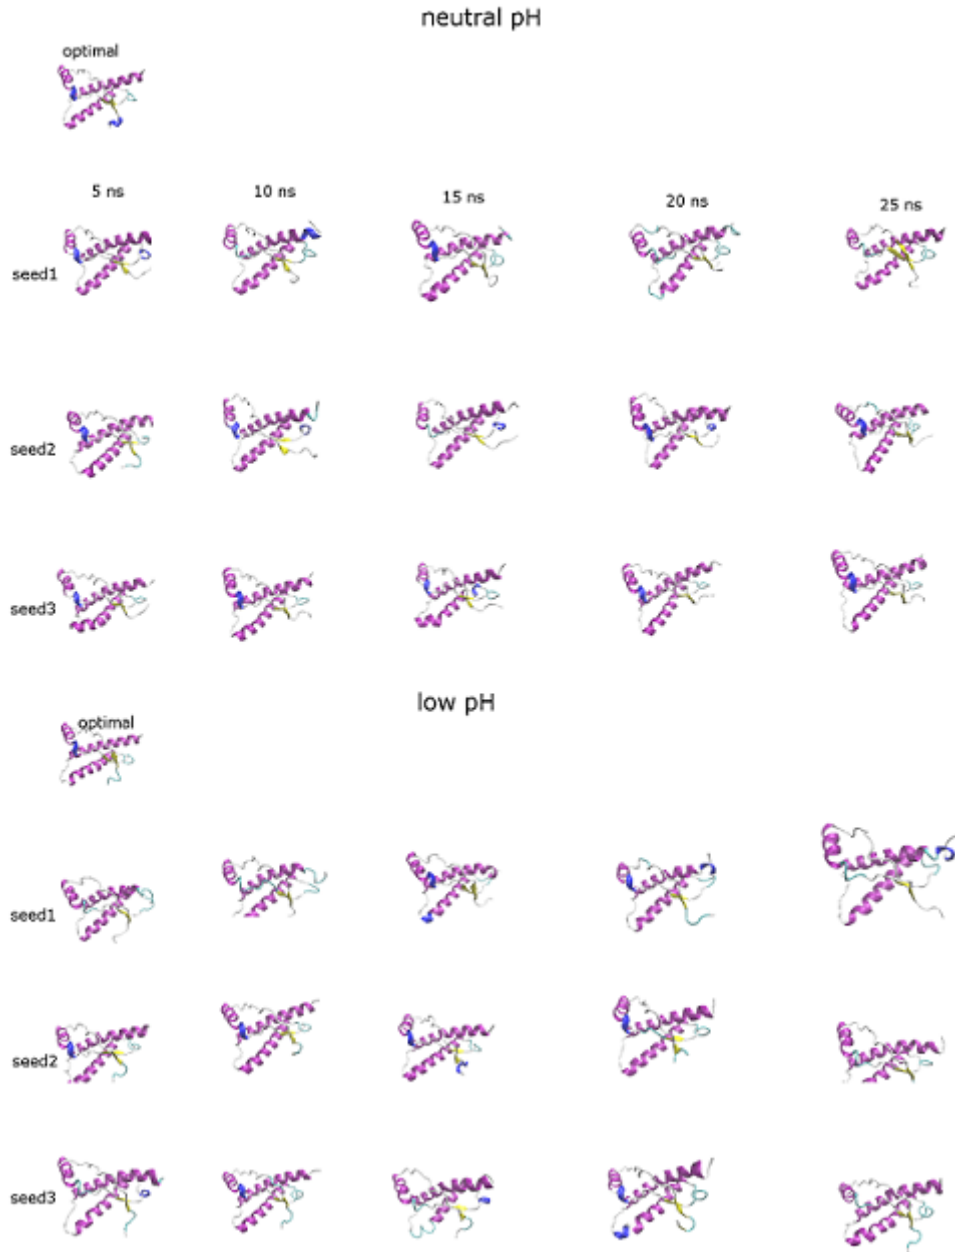 neutral pH
optimal
5 ns
10 ns
15 ns
20 ns
25 ns
seed1
seed2
seed3
low pH
optimal
seed1
seed2
seed3